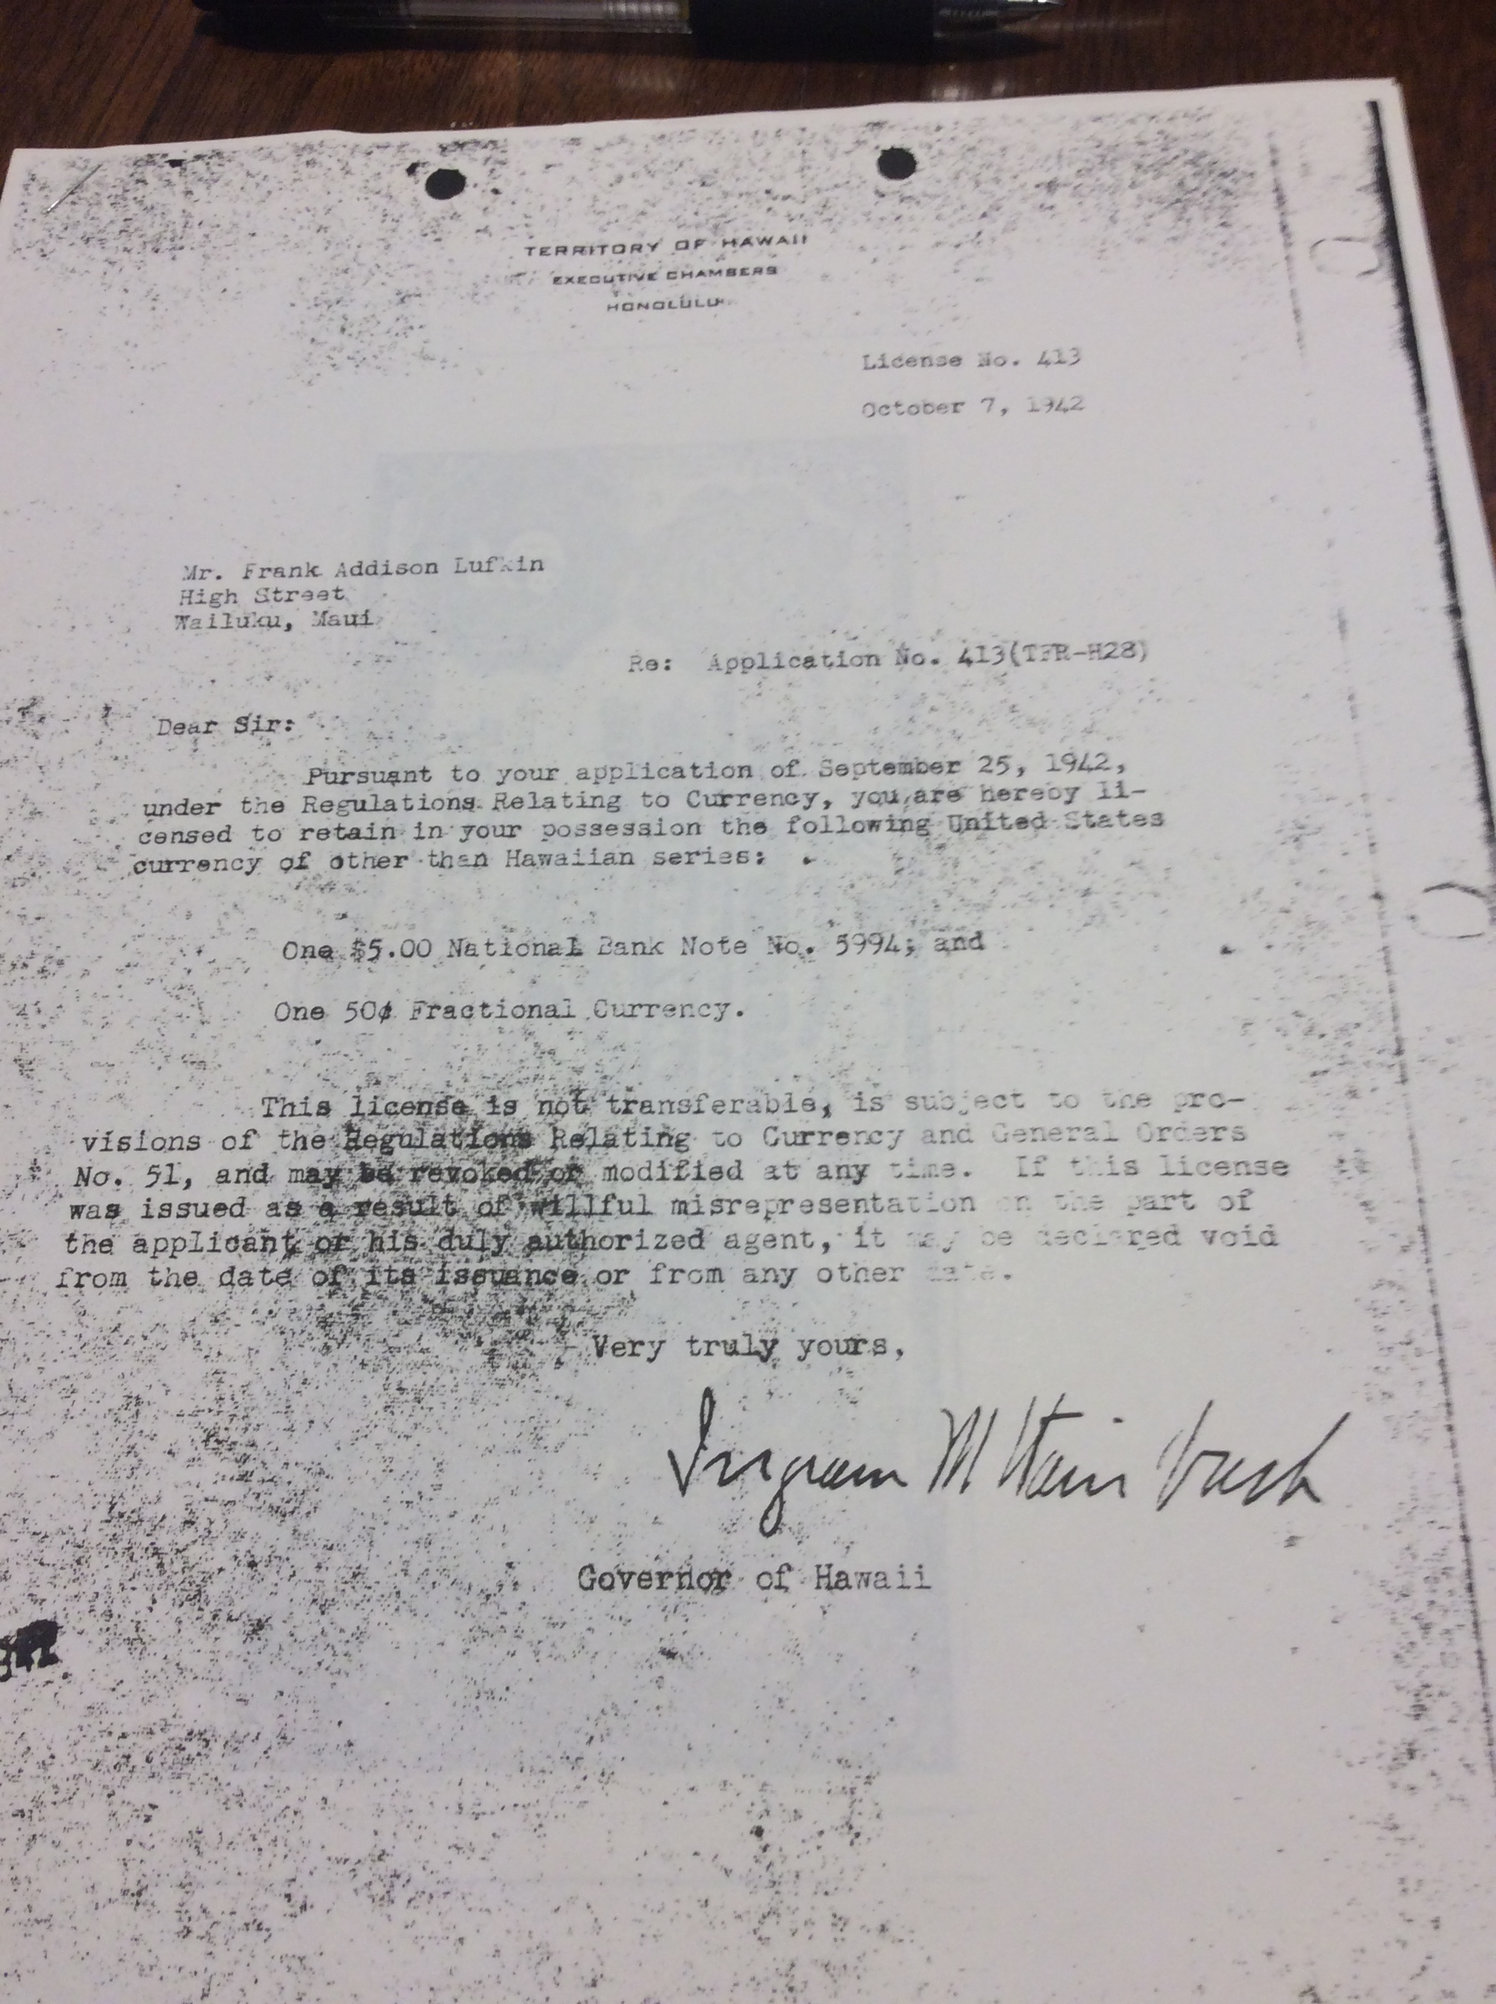 TERRITORY OF HAWAII
EXECUTIVE CHAMBERS
HONOLULU
License No. 413
October 7, 1942
Mr. Frank Addison Lufkin
High Street
Wailuku, Maui
Re: Application No. 413(TFR-H28)
Dear Sir:
Pursuant to your application of September 25, 1942,
under the Regulations Relating to Currency, you are hereby li-
censed to retain in your possession the following United States
currency of other than Hawaiian series:
One $5.00 National Bank Note No. 5994; and
One 50¢ Fractional Currency.
This license is not transferable, is subject to the pro-
visions of the Regulations Relating to Currency and General Orders
No. 51, and may be revoked or modified at any time. If this license
was issued as a result of willful misrepresentation on the part of
the applicant or his duly authorized agent, it may be declared void
from the date of its issuance or from any other date.
Very truly yours,
Ingram M Stainback
Governor of Hawaii